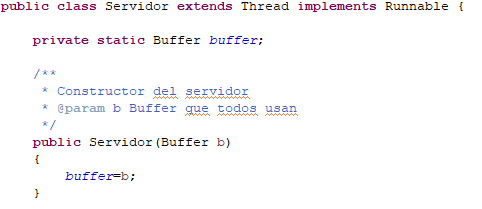 public class Servidor extends Thread implements Runnable {
private static Buffer buffer;
/**
* Constructor del servidor
* @param b Buffer que todos usan
*/
public Servidor(Buffer b)
{
buffer=b;
}